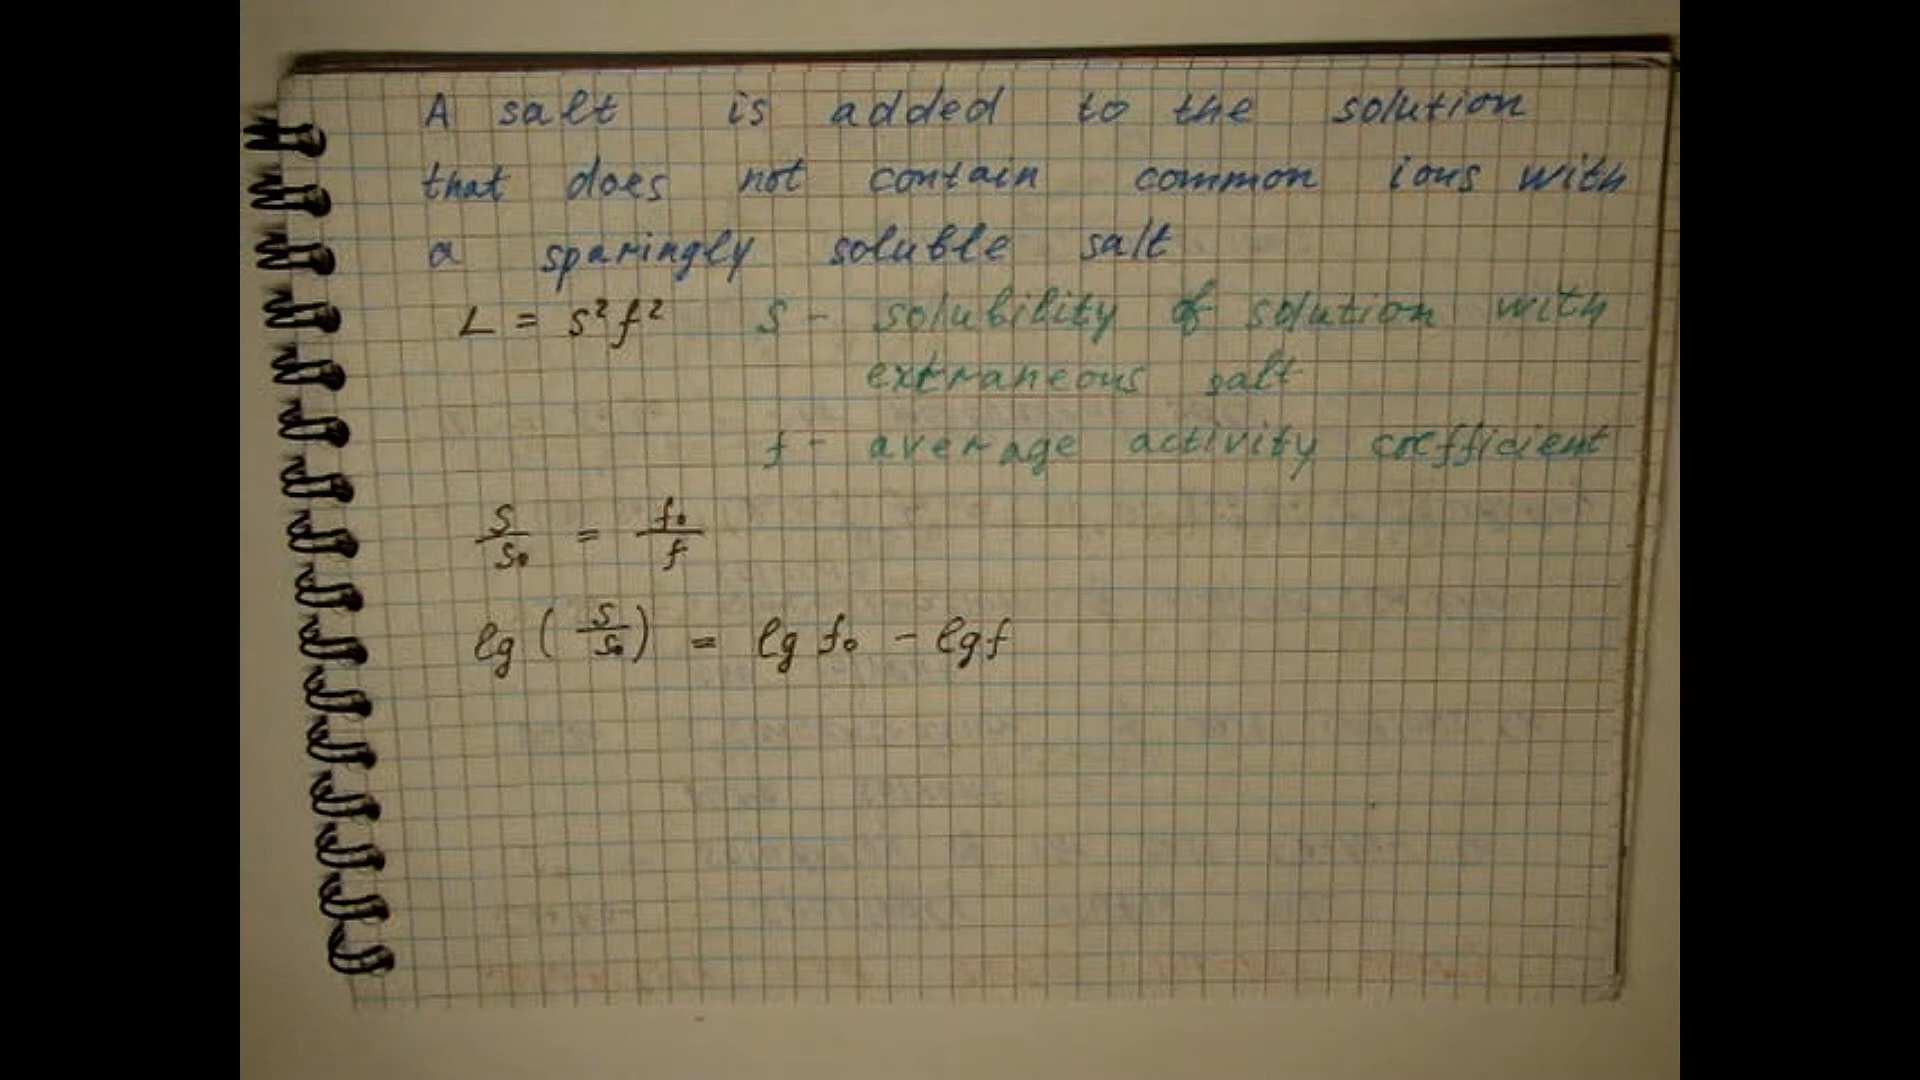 A salt is added to the solution
that does not contain common ions with
a sparingly soluble salt
L = s²f² S - solubility of solution with
extraneous salt
f - average activity coefficient
s/s₀ = f₀/f
lg (s/s₀) = lg f₀ - lg f